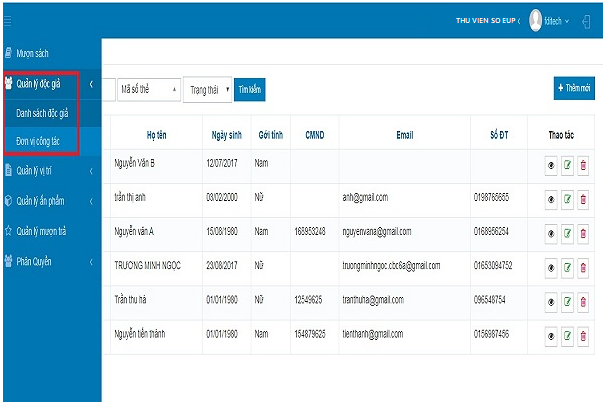 THU VIEN SO EUP
fditech
Mượn sách
Quản lý độc giả
Danh sách độc giả
Đơn vị công tác
Quản lý vị trí
Quản lý ấn phẩm
Quản lý mượn trả
Phân Quyền
Mã số thẻ
Trạng thái
Tìm kiếm
+ Thêm mới
Họ tên Ngày sinh Giới tính CMND Email Số ĐT Thao tác
Nguyễn Văn B 12/07/2017 Nam
trần thị anh 03/02/2000 Nữ anh@gmail.com 0198765655
Nguyễn văn A 15/08/1980 Nam 168953248 nguyenvana@gmail.com 0168956254
TRƯƠNG MINH NGỌC 23/08/2017 Nữ truongminhngoc.cbc6a@gmail.com 01653094752
Trần thu hà 01/01/1980 Nữ 12549625 tranthuha@gmail.com 096548754
Nguyễn tiến thành 01/01/1980 Nam 154879625 tienthanh@gmail.com 0156987456